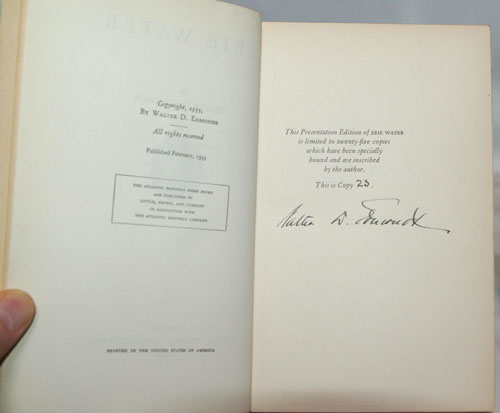 Copyright, 1933,
By Walter D. Edmonds
All rights reserved
Published February, 1933
THE ATLANTIC MONTHLY PRESS BOOKS
ARE PUBLISHED BY
LITTLE, BROWN, AND COMPANY
IN ASSOCIATION WITH
THE ATLANTIC MONTHLY COMPANY
PRINTED IN THE UNITED STATES OF AMERICA
This Presentation Edition of ERIE WATER
is limited to twenty-five copies
which have been specially
bound and are inscribed
by the author.
This is Copy 23.
Walter D. Edmonds